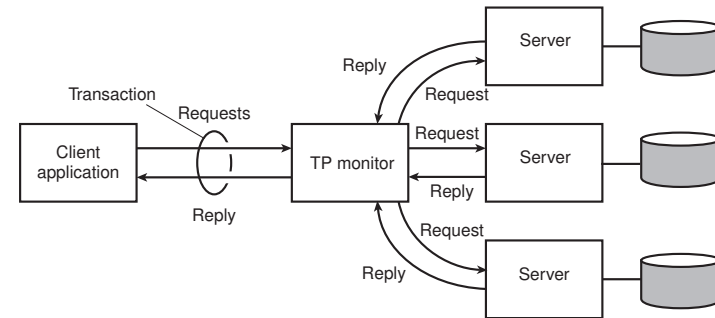 Server
Reply
Transaction
Requests
Request
Client
application
TP monitor
Request
Server
Reply
Reply
Request
Reply
Server